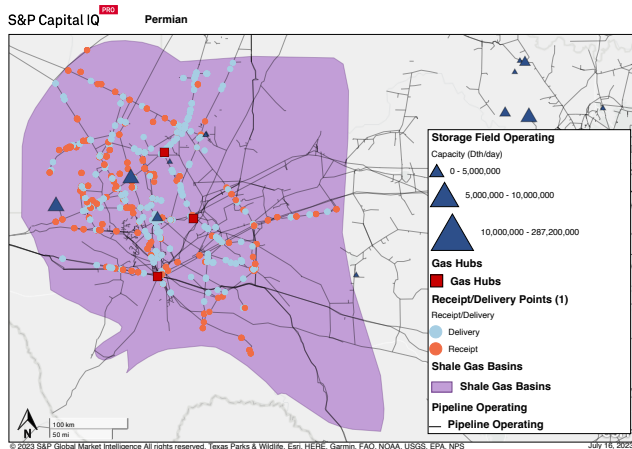 S&P Capital IQ PRO
Permian
Storage Field Operating
Capacity (Dth/day)
0 - 5,000,000
5,000,000 - 10,000,000
10,000,000 - 287,200,000
Gas Hubs
Gas Hubs
Receipt/Delivery Points (1)
Receipt/Delivery
Delivery
Receipt
Shale Gas Basins
Shale Gas Basins
Pipeline Operating
Pipeline Operating
N
100 km
50 mi
© 2023 S&P Global Market Intelligence All rights reserved. Texas Parks & Wildlife, Esri, HERE, Garmin, FAO, NOAA, USGS, EPA, NPS
July 16, 2023